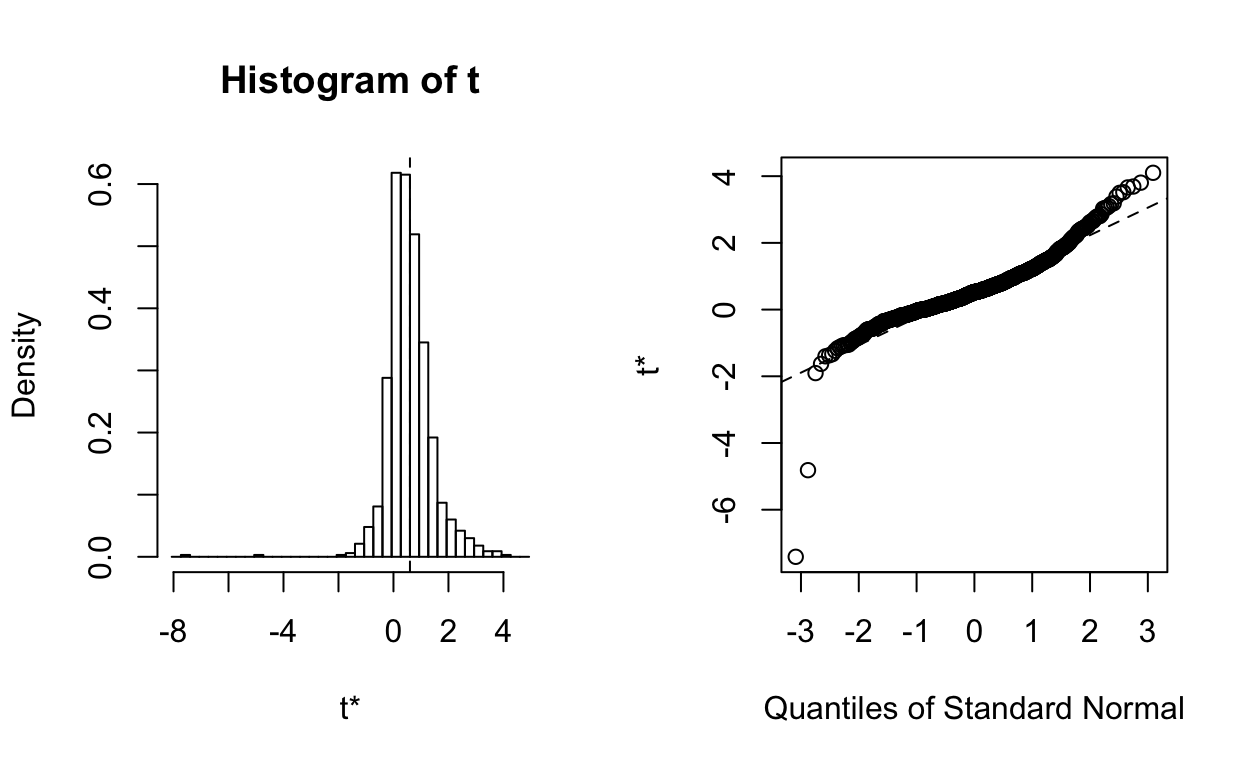 Histogram of t
Density
0.0 0.2 0.4 0.6
-8 -4 0 2 4
t*
t*
-6 -4 -2 0 2 4
-3 -2 -1 0 1 2 3
Quantiles of Standard Normal